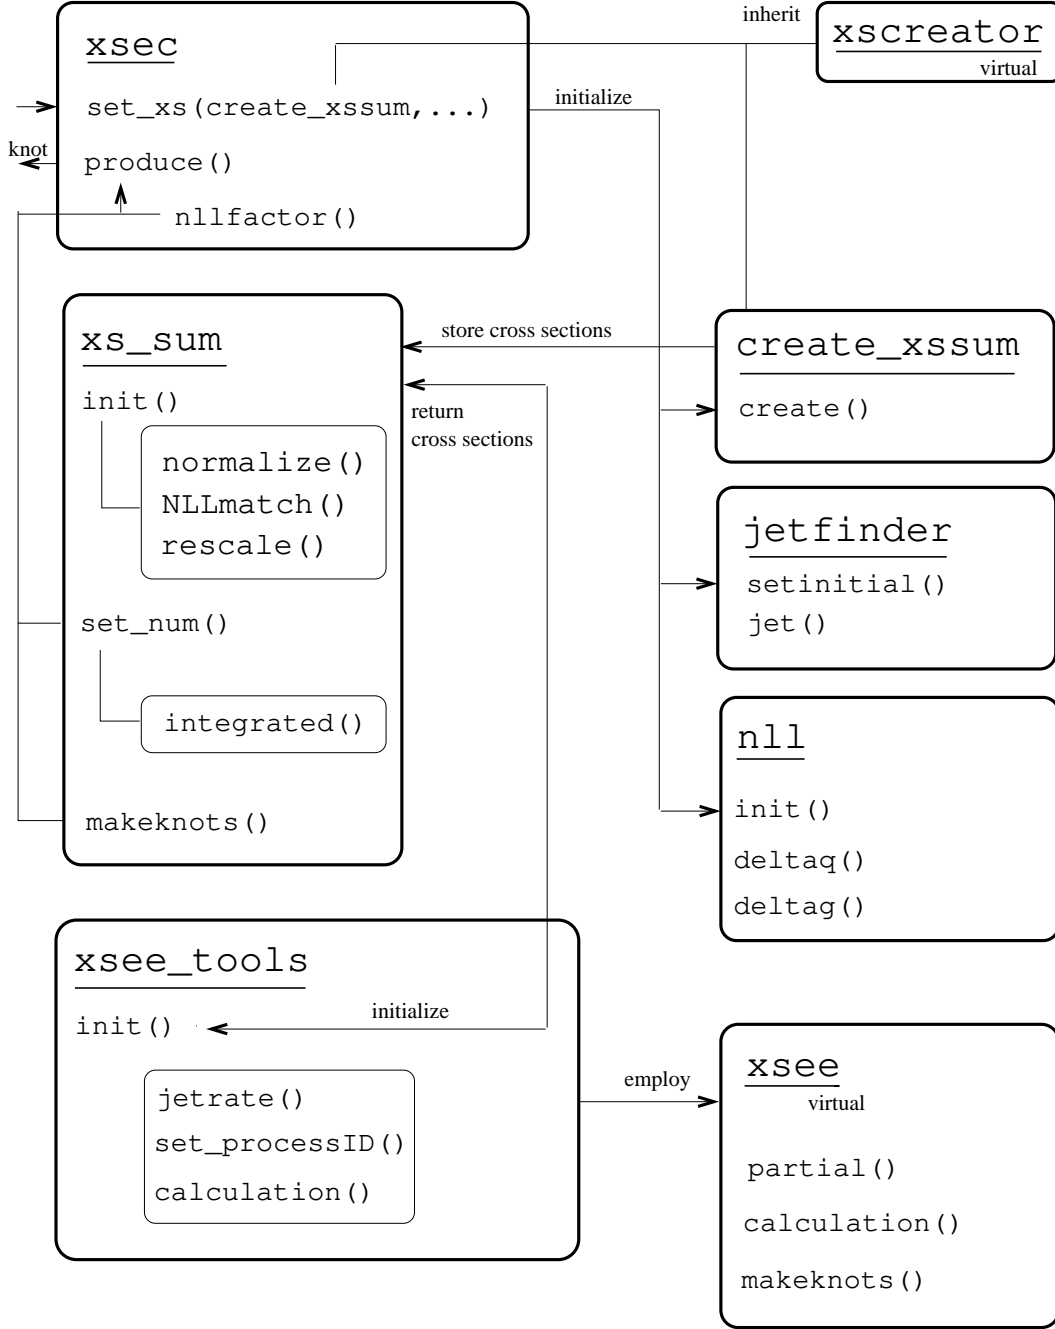 inherit
xscreator
virtual
xsec
set_xs(create_xssum,...)
initialize
knot
produce()
nllfactor()
xs_sum
store cross sections
create_xssum
init()
return
cross sections
create()
normalize()
NLLmatch()
rescale()
jetfinder
setinitial()
jet()
set_num()
integrated()
nll
init()
makeknots()
deltaq()
deltag()
xsee_tools
init()
initialize
jetrate()
set_processID()
calculation()
employ
xsee
virtual
partial()
calculation()
makeknots()